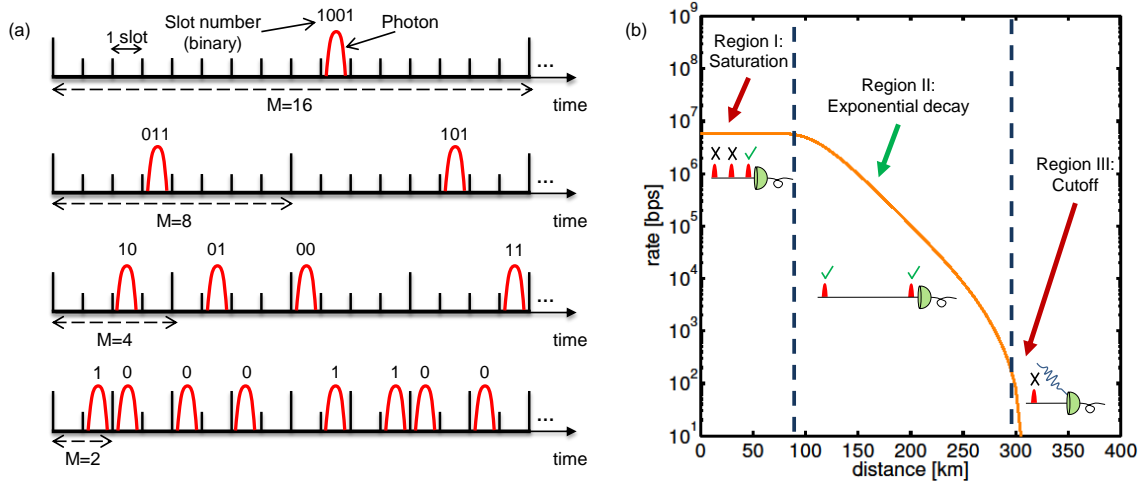 (a)
Slot number
(binary)
1001
Photon
1 slot
...
time
M=16
011
101
...
time
M=8
10
01
00
11
...
time
M=4
1
0
0
0
1
1
0
0
...
time
M=2
(b)
Region I:
Saturation
Region II:
Exponential decay
Region III:
Cutoff
X X ✓
✓
✓
X
rate [bps]
10^9
10^8
10^7
10^6
10^5
10^4
10^3
10^2
10^1
0
50
100
150
200
250
300
350
400
distance [km]